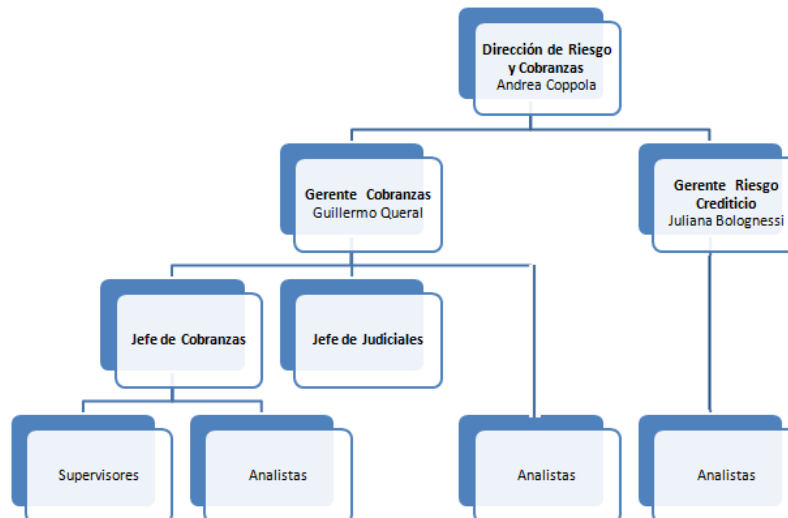 Dirección de Riesgo
y Cobranzas
Andrea Coppola
Gerente Cobranzas
Guillermo Queral
Gerente Riesgo
Crediticio
Juliana Bolognessi
Jefe de Cobranzas
Jefe de Judiciales
Supervisores
Analistas
Analistas
Analistas